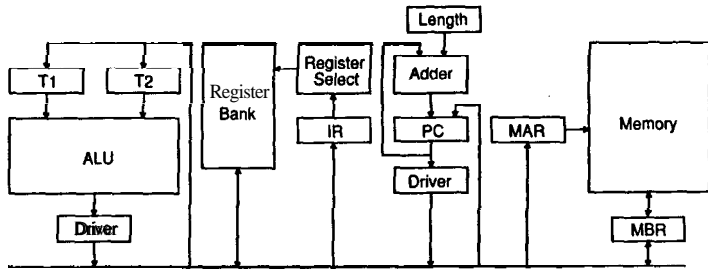 Length
T1
T2
Register
Bank
Register
Select
Adder
Memory
ALU
IR
PC
MAR
Driver
Driver
MBR